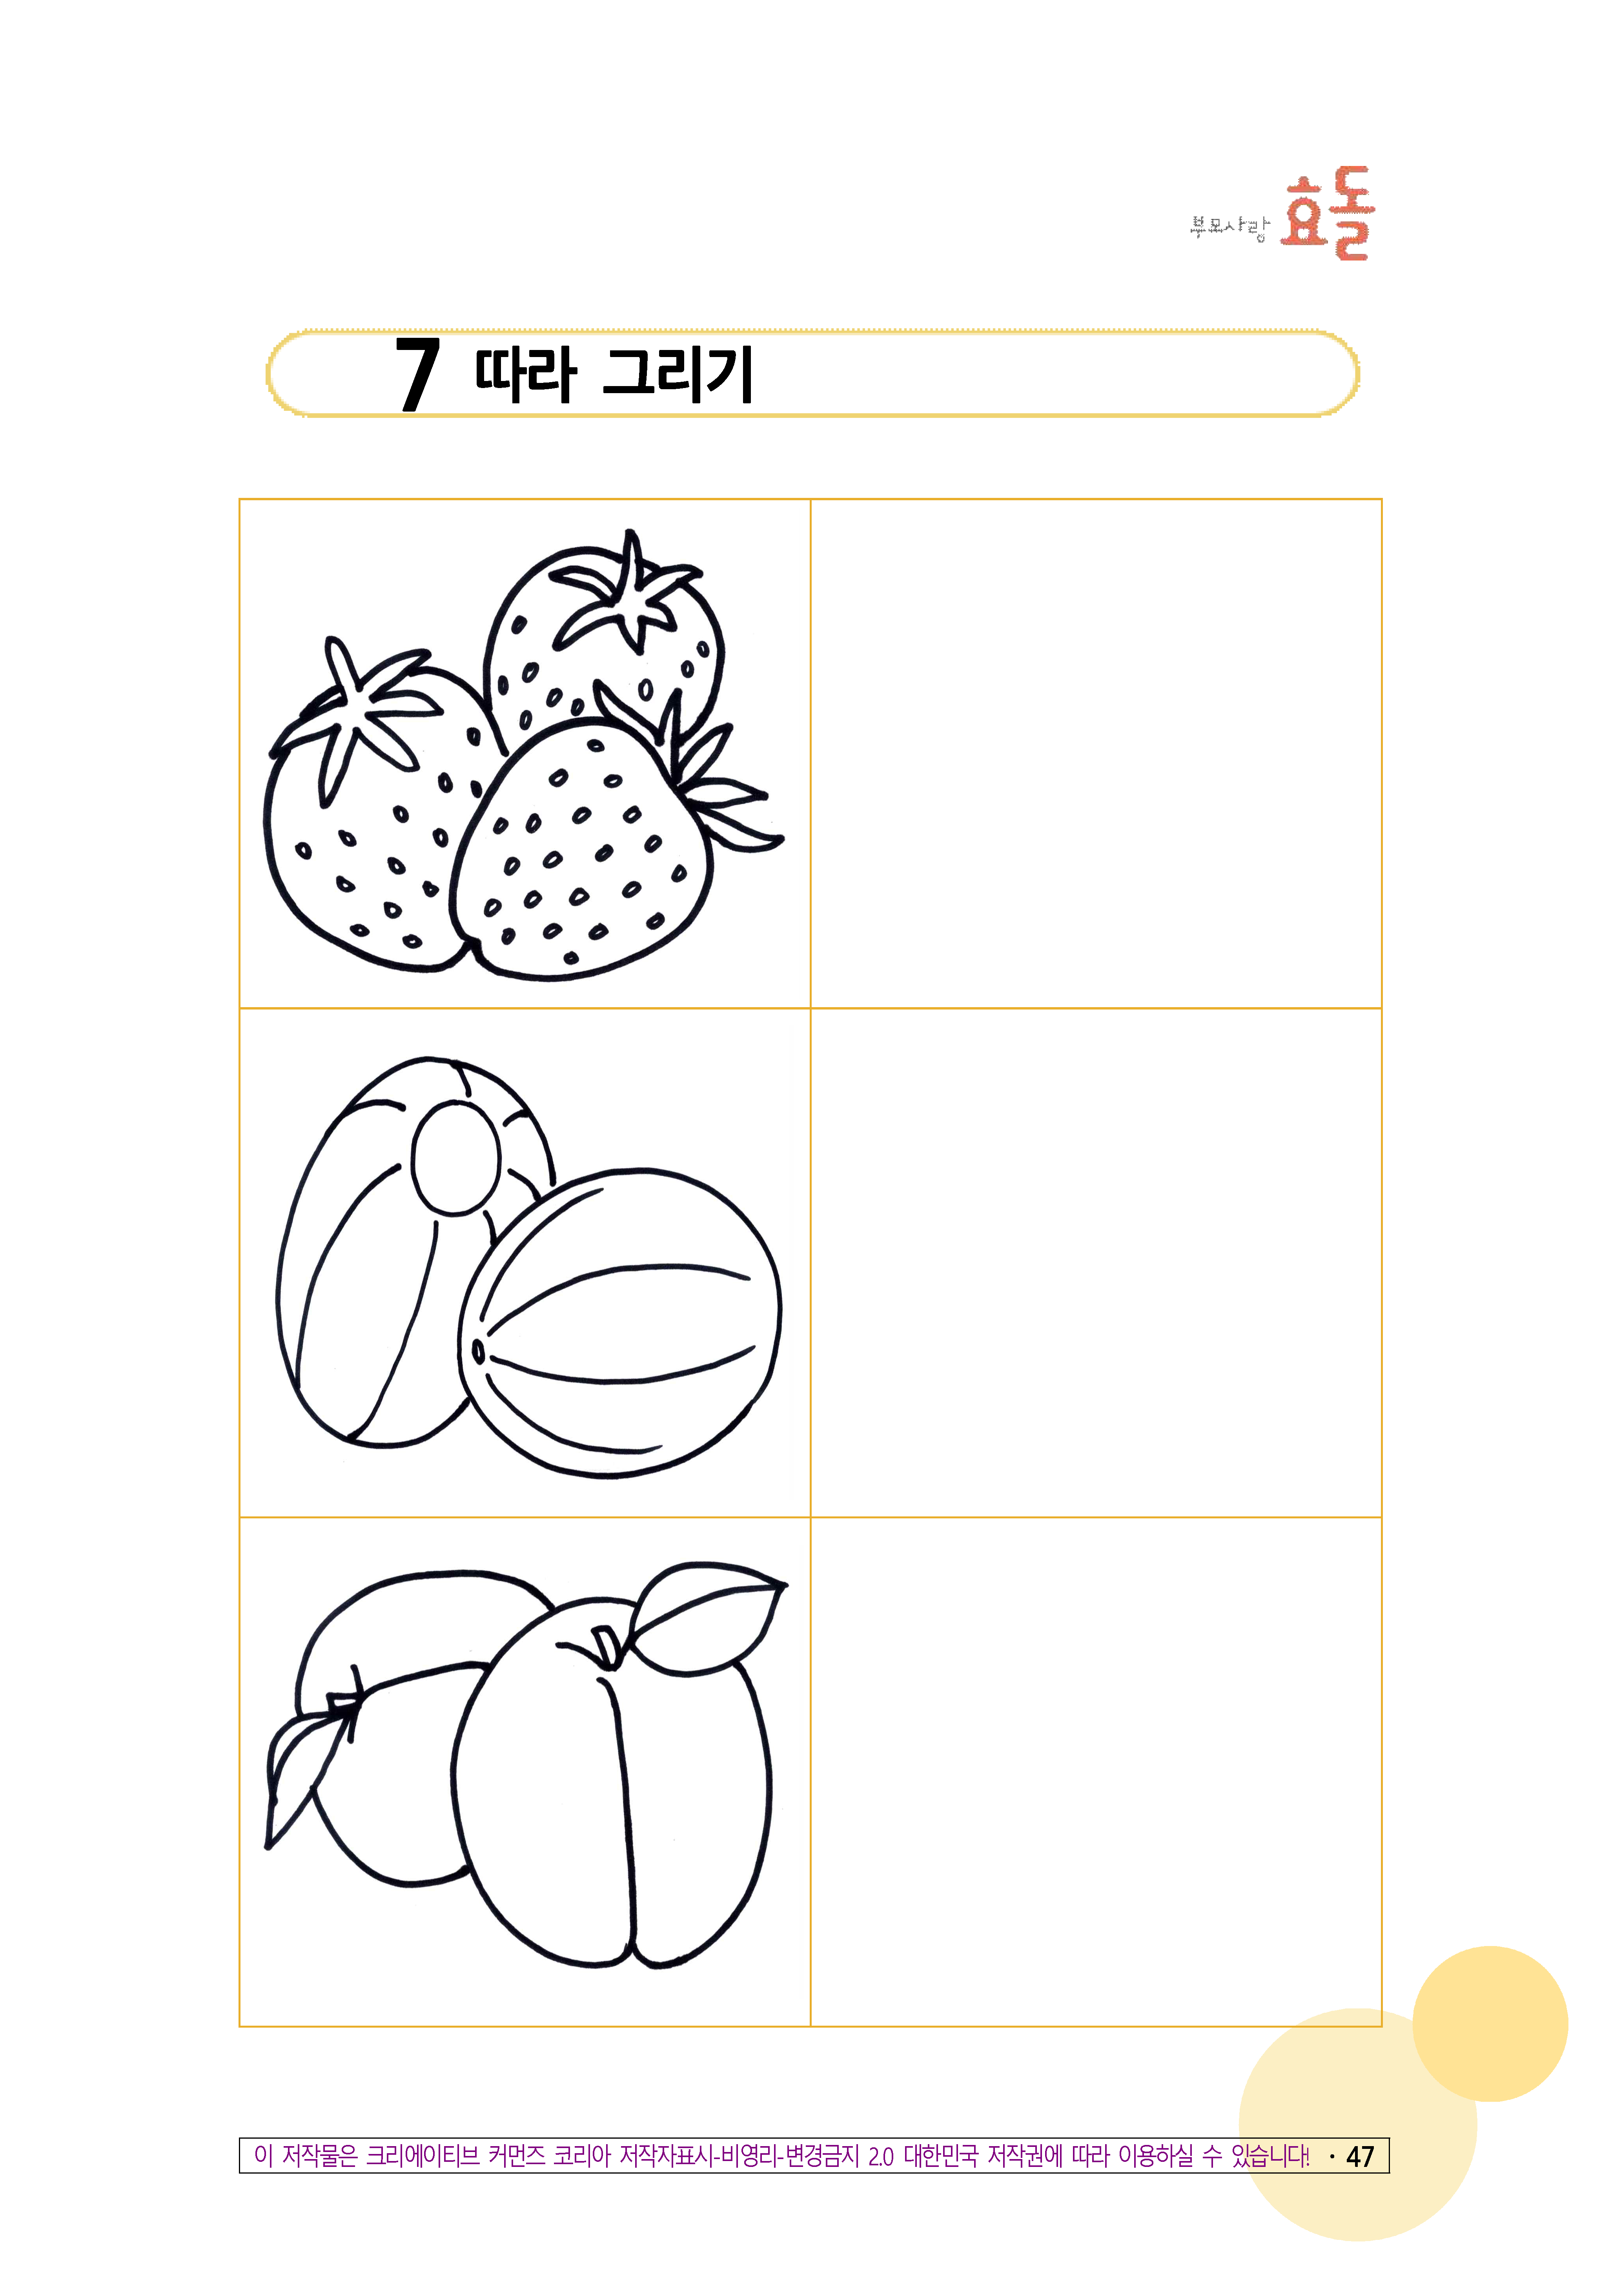 부모사랑 효돌
7 따라 그리기
이 저작물은 크리에이티브 커먼즈 코리아 저작자표시-비영리-변경금지 2.0 대한민국 저작권에 따라 이용하실 수 있습니다! · 47